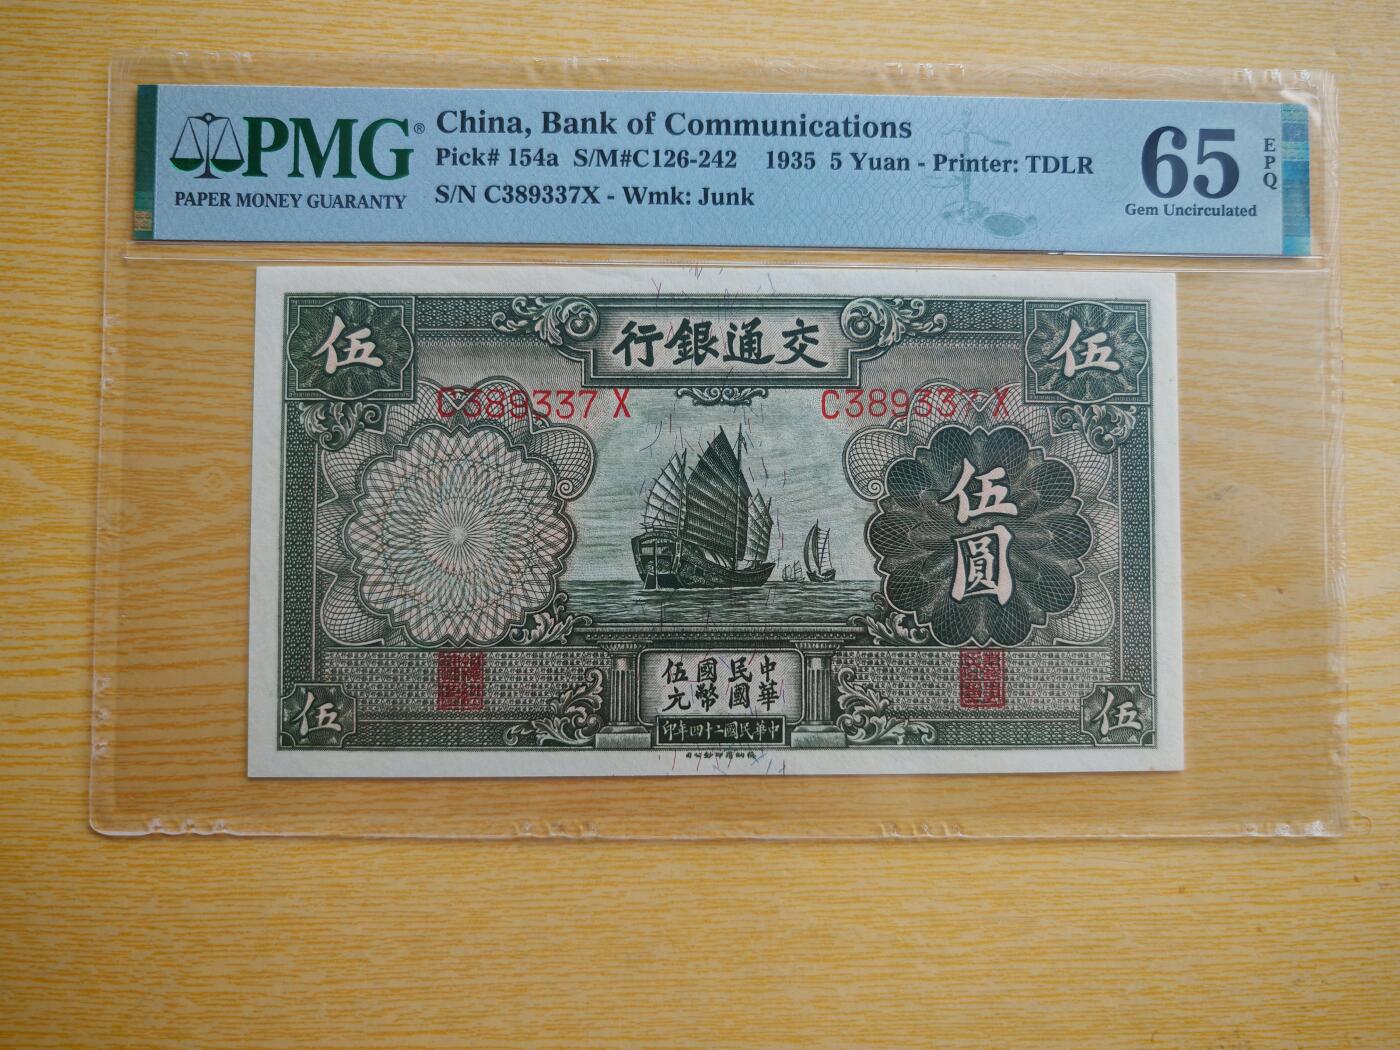 PMG®
PAPER MONEY GUARANTY
China, Bank of Communications
Pick# 154a S/M#C126-242 1935 5 Yuan - Printer: TDLR
S/N C389337X - Wmk: Junk
65
EPQ
Gem Uncirculated
伍
行銀通交
伍
C389337 X
C389337 X
伍圓
中華
民國
國幣
伍元
伍
印年四十二國民華中
伍